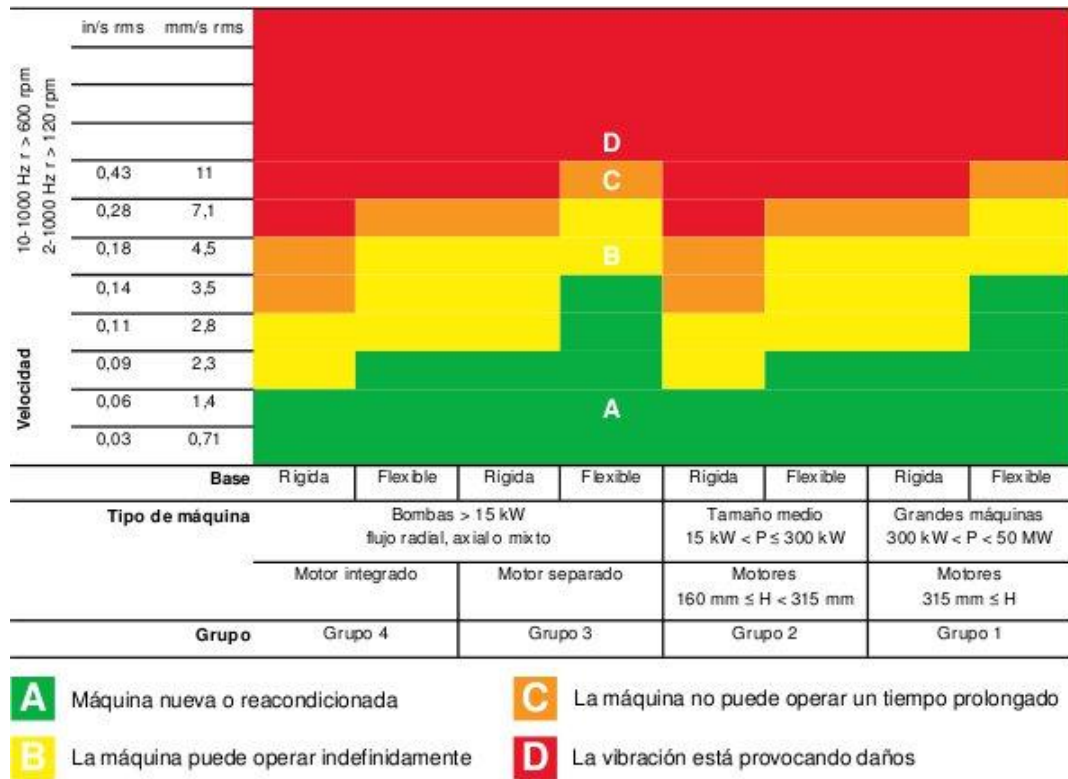 in/s rms mm/s rms
10-1000 Hz r > 600 rpm
2-1000 Hz r > 120 rpm
Velocidad
D
0,43 11 C
0,28 7,1
0,18 4,5 B
0,14 3,5
0,11 2,8
0,09 2,3
0,06 1,4 A
0,03 0,71
Base Rígida Flexible Rígida Flexible Rígida Flexible Rígida Flexible
Tipo de máquina Bombas > 15 kW Tamaño medio Grandes máquinas
flujo radial, axial o mixto 15 kW < P ≤ 300 kW 300 kW < P < 50 MW
Motor integrado Motor separado Motores Motores
160 mm ≤ H < 315 mm 315 mm ≤ H
Grupo Grupo 4 Grupo 3 Grupo 2 Grupo 1
A Máquina nueva o reacondicionada C La máquina no puede operar un tiempo prolongado
B La máquina puede operar indefinidamente D La vibración está provocando daños